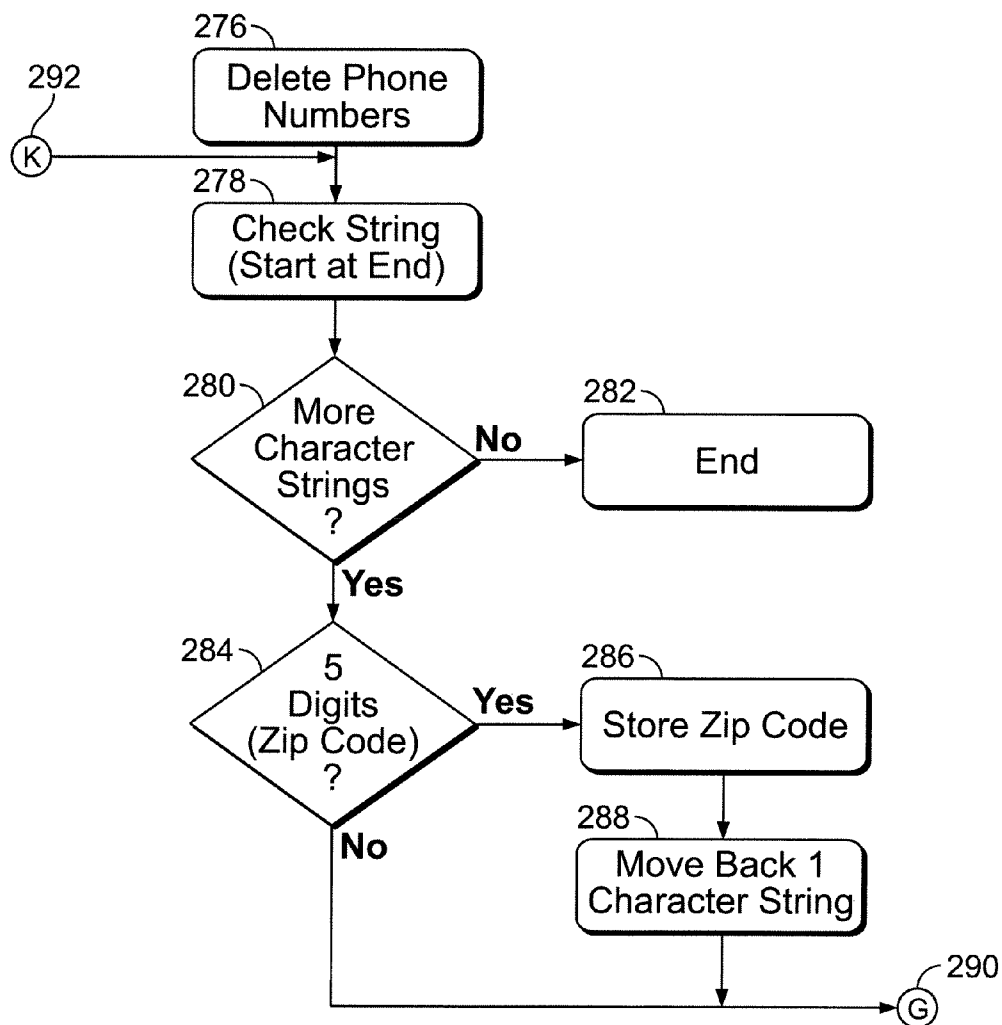 276
Delete Phone
Numbers
292
K
278
Check String
(Start at End)
280
More
Character
Strings
?
No
282
End
Yes
284
5
Digits
(Zip Code)
?
Yes
286
Store Zip Code
No
288
Move Back 1
Character String
290
G